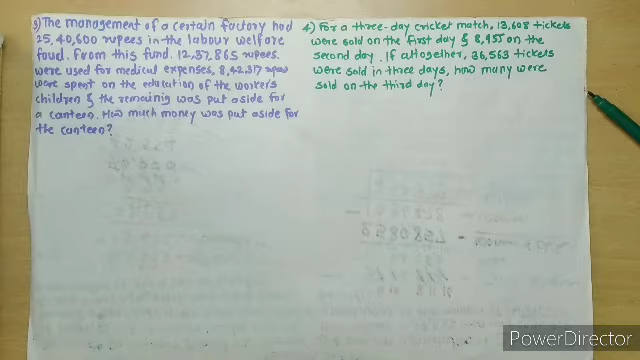 3) The management of a certain factory had
25,40,600 rupees in the labour welfare
foud. From this fund. 12,37,865 rupees.
were used for medical expenses, 8,42,317 rupees
were spent on the education of the worker's
children & the remaining was put aside for
a canteen. How much money was put aside for
the canteen?
4) For a three-day cricket match, 13,608 tickets
were sold on the first day & 8,955 on the
second day. If altogether, 36,563 tickets
were sold in three days, how many were
sold on the third day?
PowerDirector